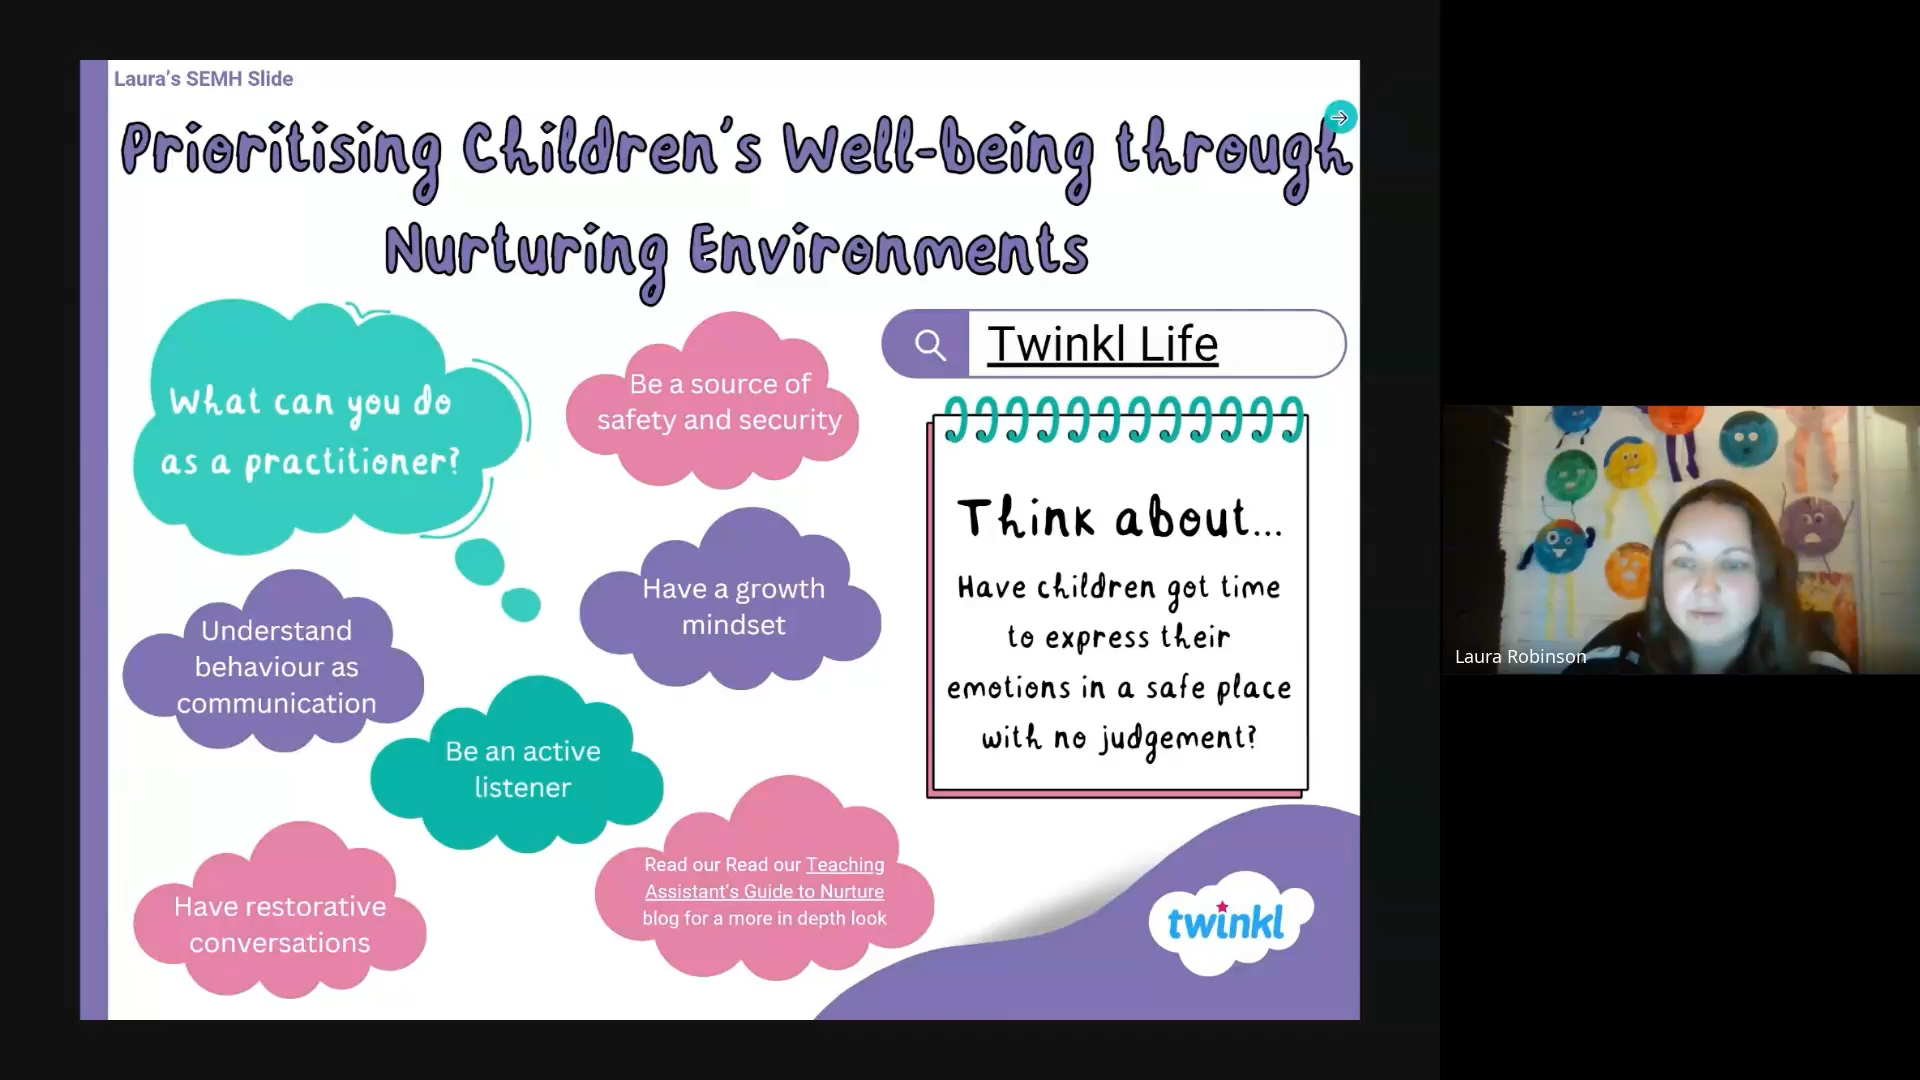 Laura's SEMH Slide
Prioritising Children's Well-being through
Nurturing Environments
What can you do
as a practitioner?
Be a source of
safety and security
Have a growth
mindset
Understand
behaviour as
communication
Be an active
listener
Have restorative
conversations
Read our Read our Teaching
Assistant's Guide to Nurture
blog for a more in depth look
Twinkl Life
Think about...
Have children got time
to express their
emotions in a safe place
with no judgement?
twinkl
Laura Robinson